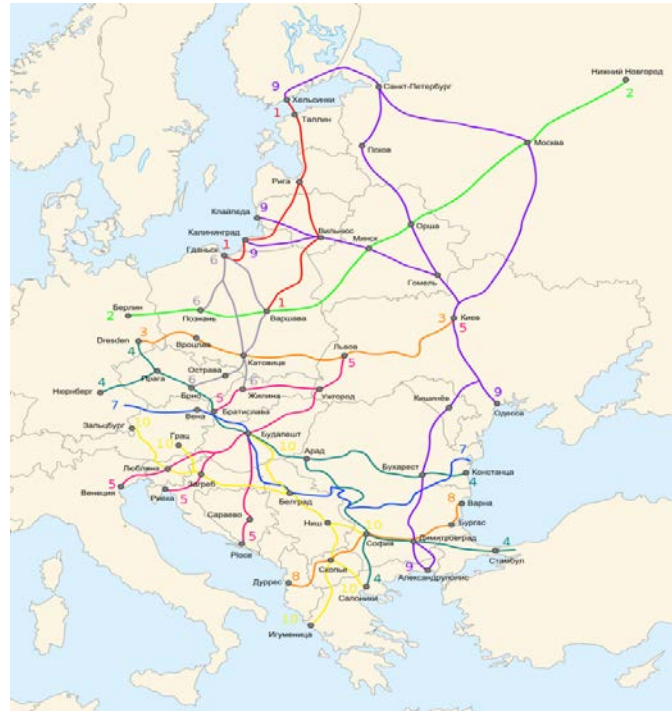 Нижний Новгород
2
9
Санкт-Петербург
Хельсинки
1
Таллин
Москва
Псков
Рига
Клайпеда
9
Калининград
Вильнюс
Орша
1
Гданьск
9
Минск
6
Гомель
6
1
Берлин
2
Познань
Варшава
3
Киев
5
Dresden
3
Вроцлав
Львов
4
5
Катовице
Прага
Острава
6
Нюрнберг
4
Брно
Жилина
Ужгород
5
Кишинёв
9
Одесса
7
Вена
Братислава
Зальцбург
10
Будапешт
Грац
10
10
Арад
7
Любляна
Бухарест
Констанца
4
Загреб
5
Венеция
Риека
5
Белград
8
Варна
Сараево
Ниш
10
Бургас
5
София
Димитровград
4
Ploce
Стамбул
Скопье
9
Александруполис
8
Дуррес
10
4
Салоники
10
Игуменица